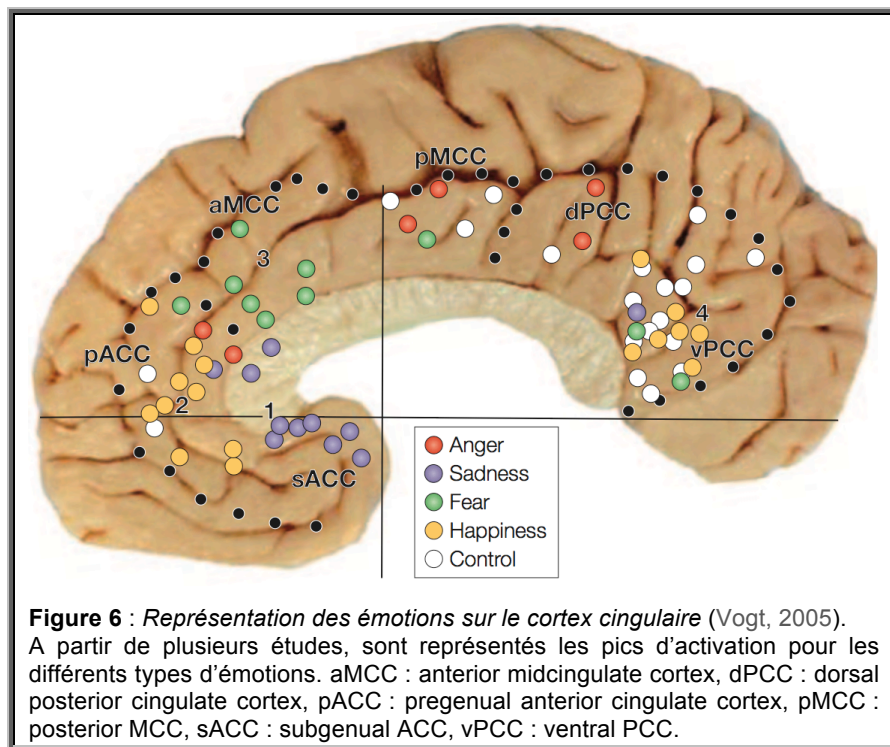 pMCC
aMCC
dPCC
3
4
pACC
vPCC
2
1
sACC
Anger
Sadness
Fear
Happiness
Control
Figure 6 : Représentation des émotions sur le cortex cingulaire (Vogt, 2005).
A partir de plusieurs études, sont représentés les pics d'activation pour les
différents types d'émotions. aMCC : anterior midcingulate cortex, dPCC : dorsal
posterior cingulate cortex, pACC : pregenual anterior cingulate cortex, pMCC :
posterior MCC, sACC : subgenual ACC, vPCC : ventral PCC.